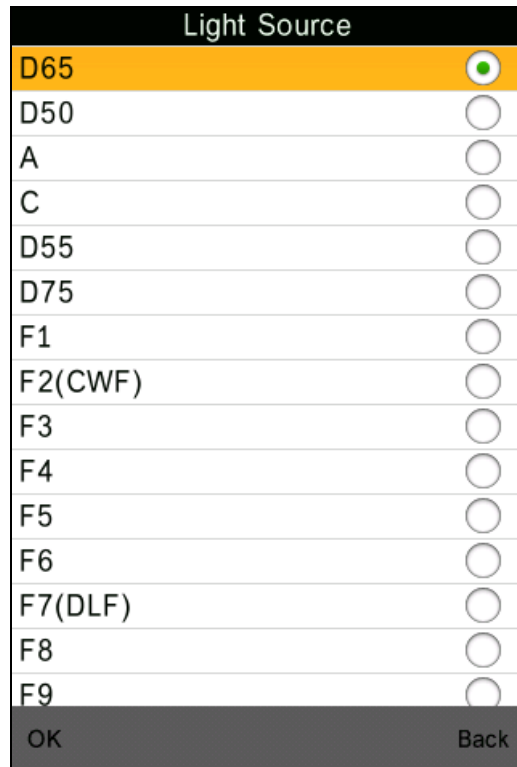 Light Source
D65
D50
A
C
D55
D75
F1
F2(CWF)
F3
F4
F5
F6
F7(DLF)
F8
F9
OK Back